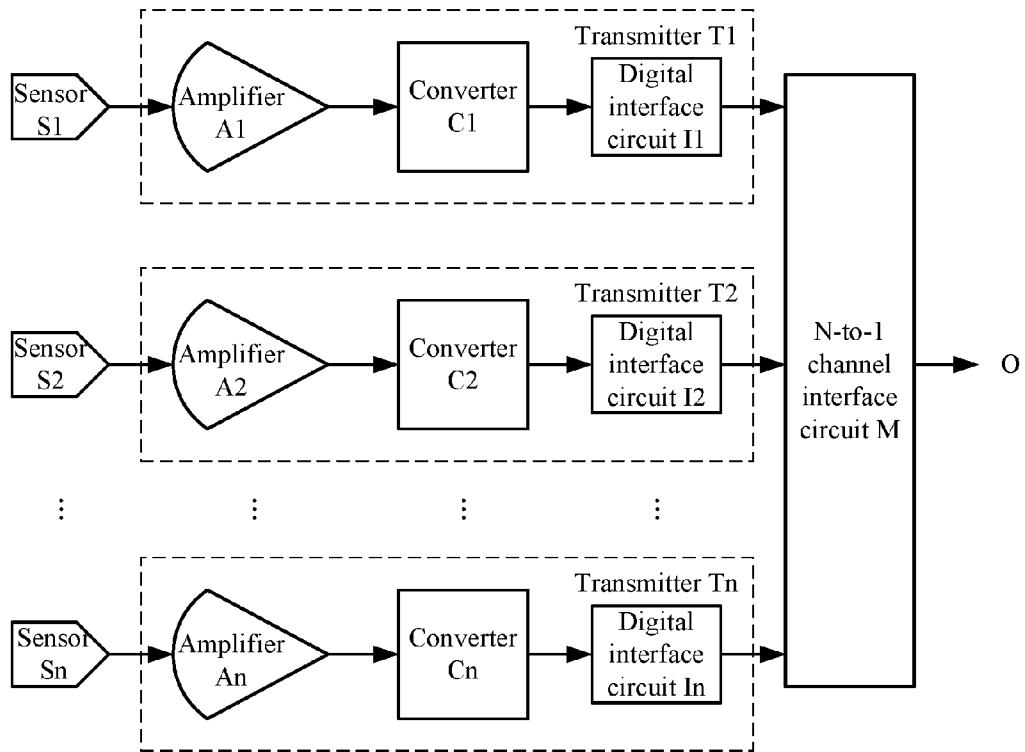 Transmitter T1
Sensor
S1
Amplifier
A1
Converter
C1
Digital
interface
circuit I1
Transmitter T2
Sensor
S2
Amplifier
A2
Converter
C2
Digital
interface
circuit I2
N-to-1
channel
interface
circuit M
O
Transmitter Tn
Sensor
Sn
Amplifier
An
Converter
Cn
Digital
interface
circuit In